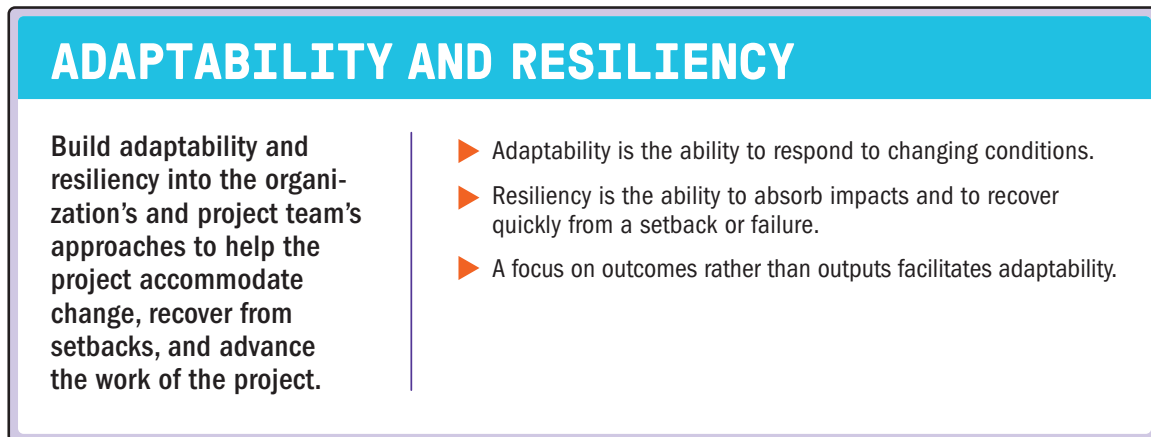 ADAPTABILITY AND RESILIENCY
Build adaptability and
resiliency into the organi-
zation's and project team's
approaches to help the
project accommodate
change, recover from
setbacks, and advance
the work of the project.
Adaptability is the ability to respond to changing conditions.
Resiliency is the ability to absorb impacts and to recover
quickly from a setback or failure.
A focus on outcomes rather than outputs facilitates adaptability.